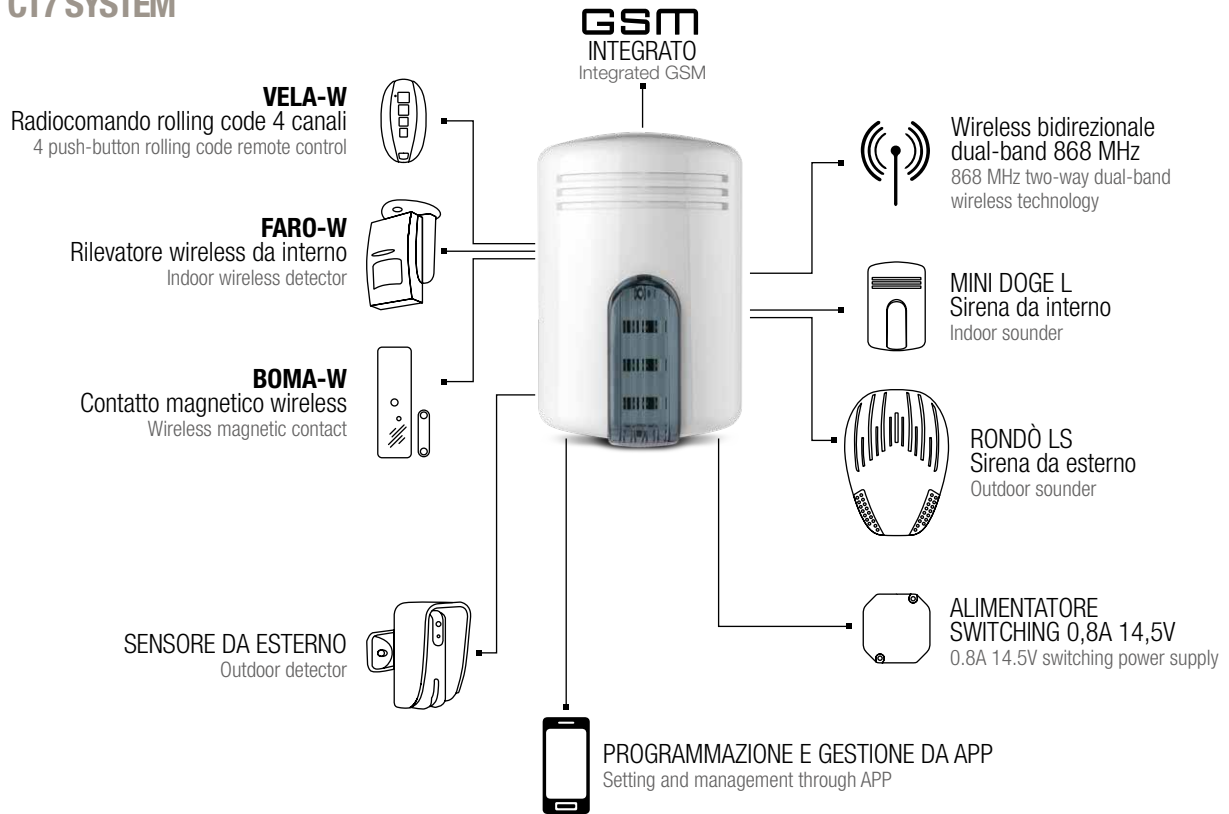 CT7 SYSTEM
GSM
INTEGRATO
Integrated GSM
VELA-W
Radiocomando rolling code 4 canali
4 push-button rolling code remote control
FARO-W
Rilevatore wireless da interno
Indoor wireless detector
BOMA-W
Contatto magnetico wireless
Wireless magnetic contact
SENSORE DA ESTERNO
Outdoor detector
Wireless bidirezionale
dual-band 868 MHz
868 MHz two-way dual-band
wireless technology
MINI DOGE L
Sirena da interno
Indoor sounder
RONDÒ LS
Sirena da esterno
Outdoor sounder
ALIMENTATORE
SWITCHING 0,8A 14,5V
0.8A 14.5V switching power supply
PROGRAMMAZIONE E GESTIONE DA APP
Setting and management through APP